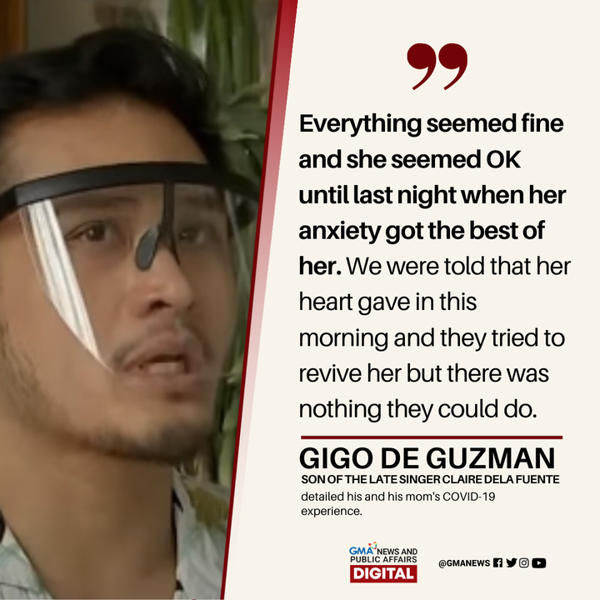 Everything seemed fine
and she seemed OK
until last night when her
anxiety got the best of
her. We were told that her
heart gave in this
morning and they tried to
revive her but there was
nothing they could do.
GIGO DE GUZMAN
SON OF THE LATE SINGER CLAIRE DELA FUENTE
detailed his and his mom's COVID-19
experience.
GMA NEWS AND
PUBLIC AFFAIRS
DIGITAL
@GMANEWS